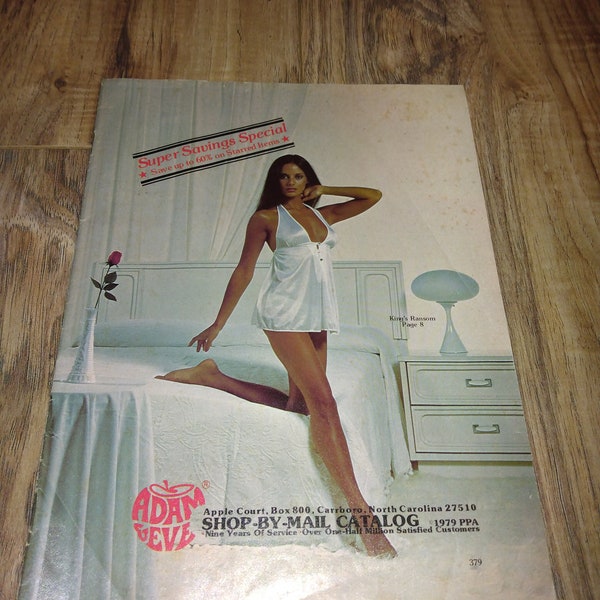 Super Savings Special
★ Save up to 60% on Starred Items ★
King's Ransom
Page 8
ADAM
& EVE ®
Apple Court, Box 800, Carrboro, North Carolina 27510
SHOP-BY-MAIL CATALOG ©1979 PPA
·Nine Years Of Service·Over One-Half Million Satisfied Customers
379